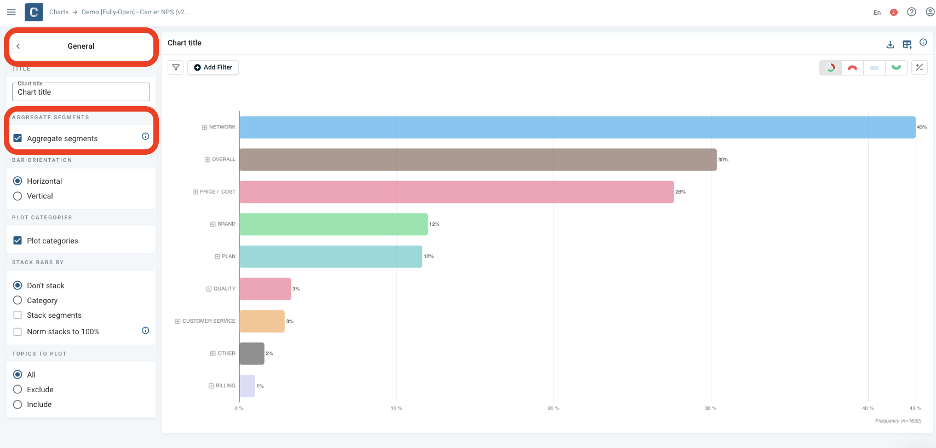 C
Charts → Demo [Fully-Open] - Carrier NPS (v2...
En
General
TITLE
Chart title
Chart title
AGGREGATE SEGMENTS
Aggregate segments
BAR ORIENTATION
Horizontal
Vertical
PLOT CATEGORIES
Plot categories
STACK BARS BY
Don't stack
Category
Stack segments
Norm stacks to 100%
TOPICS TO PLOT
All
Exclude
Include
Chart title
Add Filter
NETWORK 43%
OVERALL 30%
PRICE / COST 28%
BRAND 12%
PLAN 12%
QUALITY 3%
CUSTOMER SERVICE 3%
OTHER 2%
BILLING 1%
0 % 10 % 20 % 30 % 40 % 43 %
Frequency (n=1692)